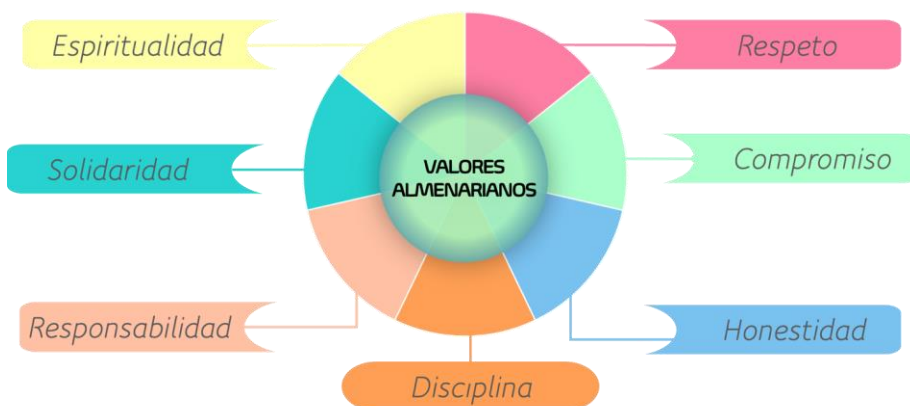 Espiritualidad
Respeto
Solidaridad
VALORES
ALMENARIANOS
Compromiso
Responsabilidad
Honestidad
Disciplina